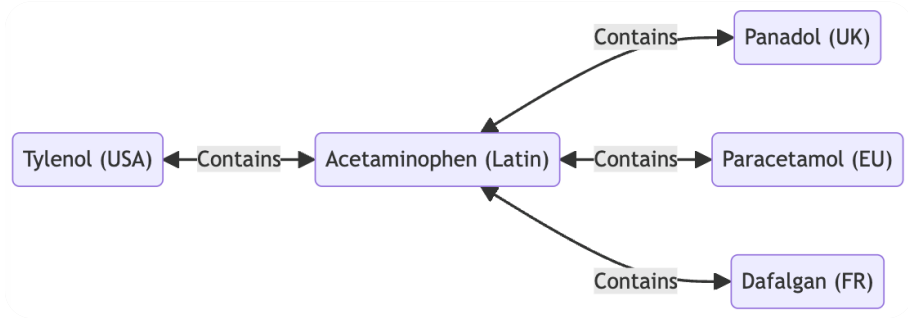 Contains
Panadol (UK)
Tylenol (USA)
Contains
Acetaminophen (Latin)
Contains
Paracetamol (EU)
Contains
Dafalgan (FR)